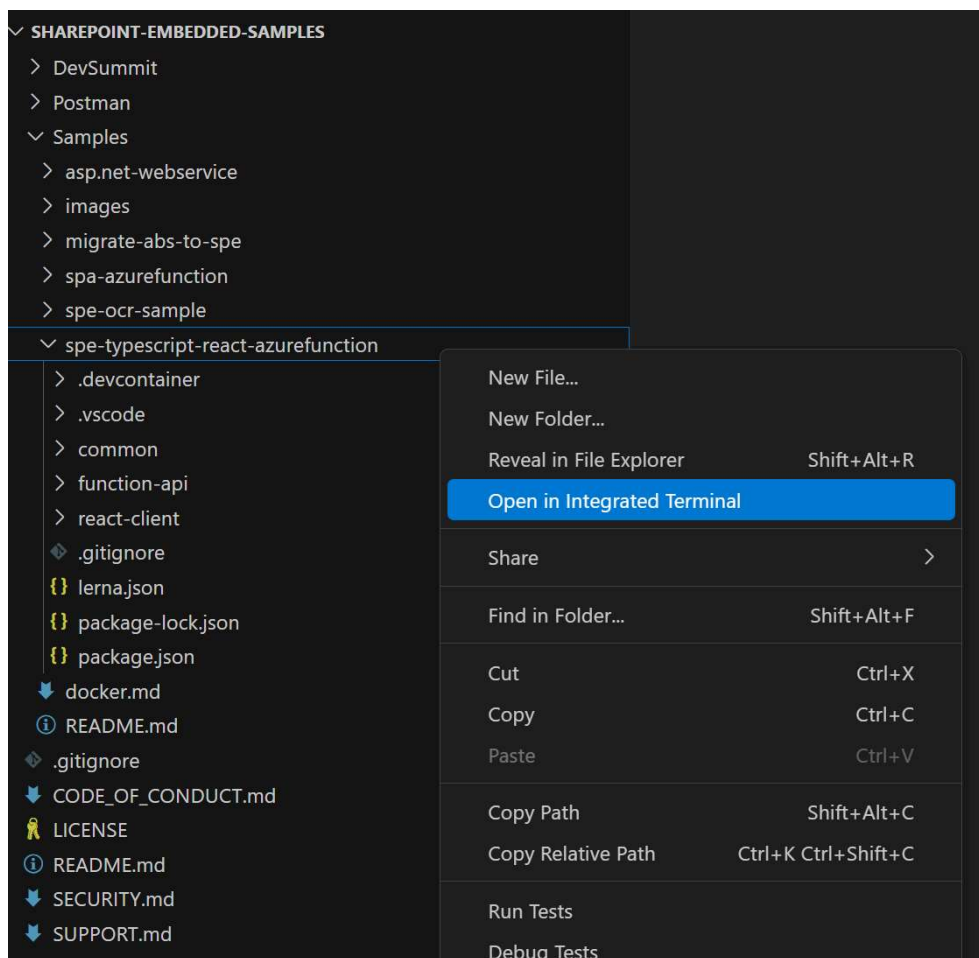 SHAREPOINT-EMBEDDED-SAMPLES
DevSummit
Postman
Samples
asp.net-webservice
images
migrate-abs-to-spe
spa-azurefunction
spe-ocr-sample
spe-typescript-react-azurefunction
.devcontainer
.vscode
common
function-api
react-client
.gitignore
lerna.json
package-lock.json
package.json
docker.md
README.md
.gitignore
CODE_OF_CONDUCT.md
LICENSE
README.md
SECURITY.md
SUPPORT.md
New File...
New Folder...
Reveal in File Explorer Shift+Alt+R
Open in Integrated Terminal
Share
Find in Folder... Shift+Alt+F
Cut Ctrl+X
Copy Ctrl+C
Paste Ctrl+V
Copy Path Shift+Alt+C
Copy Relative Path Ctrl+K Ctrl+Shift+C
Run Tests
Debug Tests